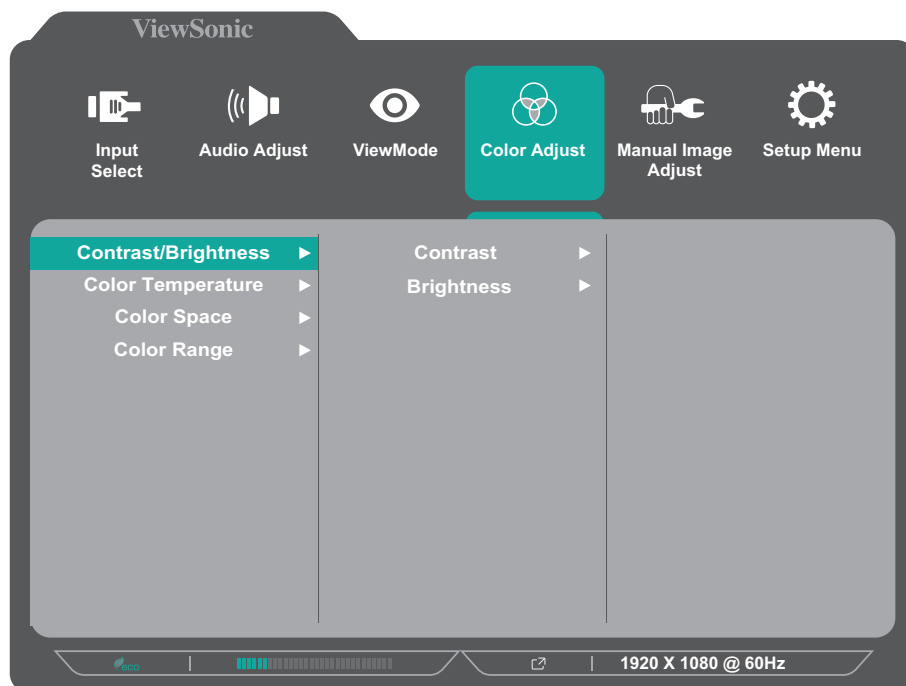 ViewSonic
Input
Select
Audio Adjust
ViewMode
Color Adjust
Manual Image
Adjust
Setup Menu
Contrast/Brightness
Color Temperature
Color Space
Color Range
Contrast
Brightness
eco
1920 X 1080 @ 60Hz